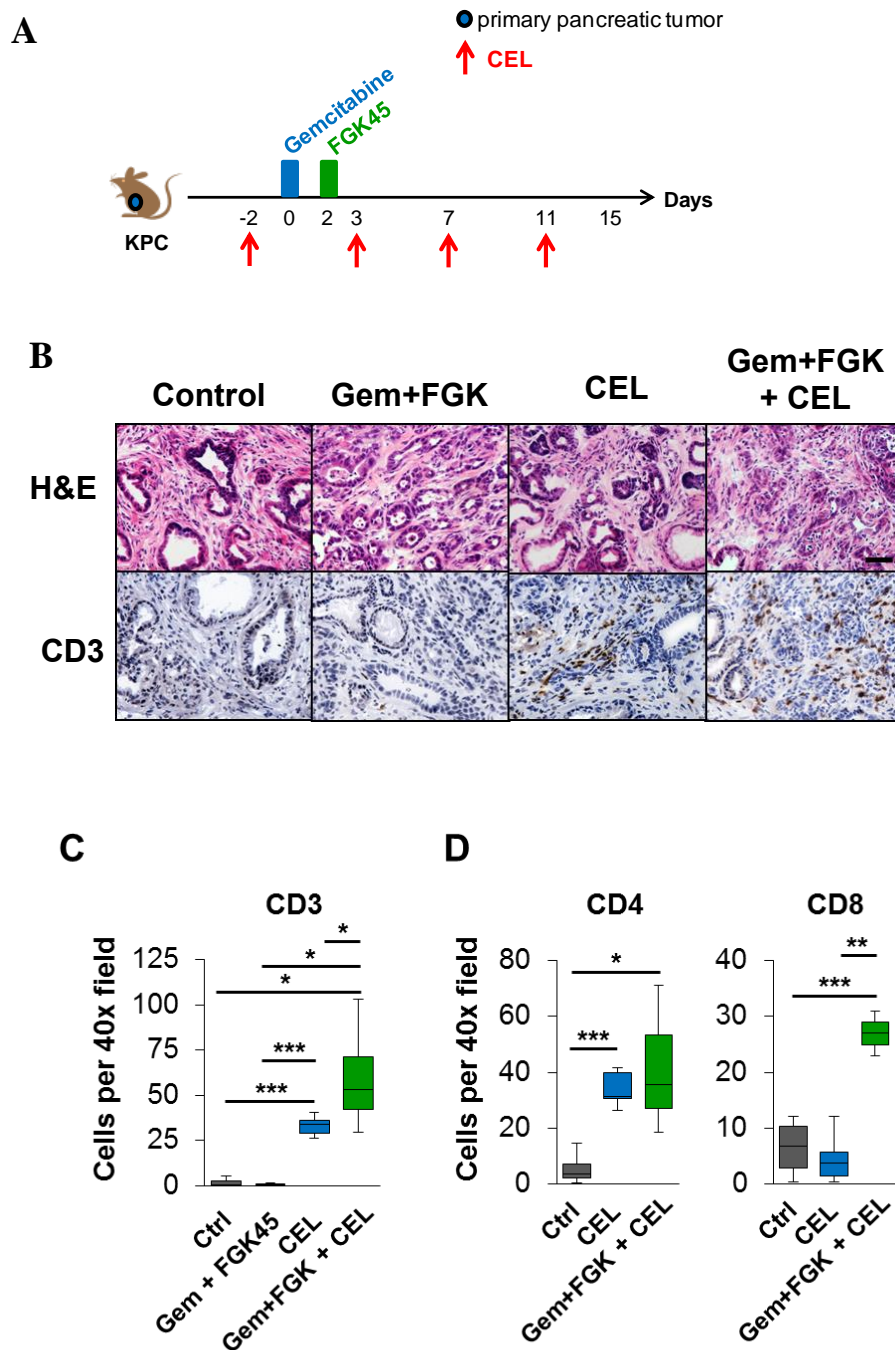 A
primary pancreatic tumor
CEL
Gemcitabine
FGK45
KPC
-2 0 2 3 7 11 15
Days
B
Control
Gem+FGK
CEL
Gem+FGK
+ CEL
H&E
CD3
C
CD3
Cells per 40x field
125
100
75
50
25
0
*
*
*
***
***
Ctrl
Gem + FGK45
CEL
Gem+FGK + CEL
D
CD4
Cells per 40x field
80
60
40
20
0
*
***
Ctrl
CEL
Gem+FGK + CEL
CD8
40
30
20
10
0
**
***
Ctrl
CEL
Gem+FGK + CEL